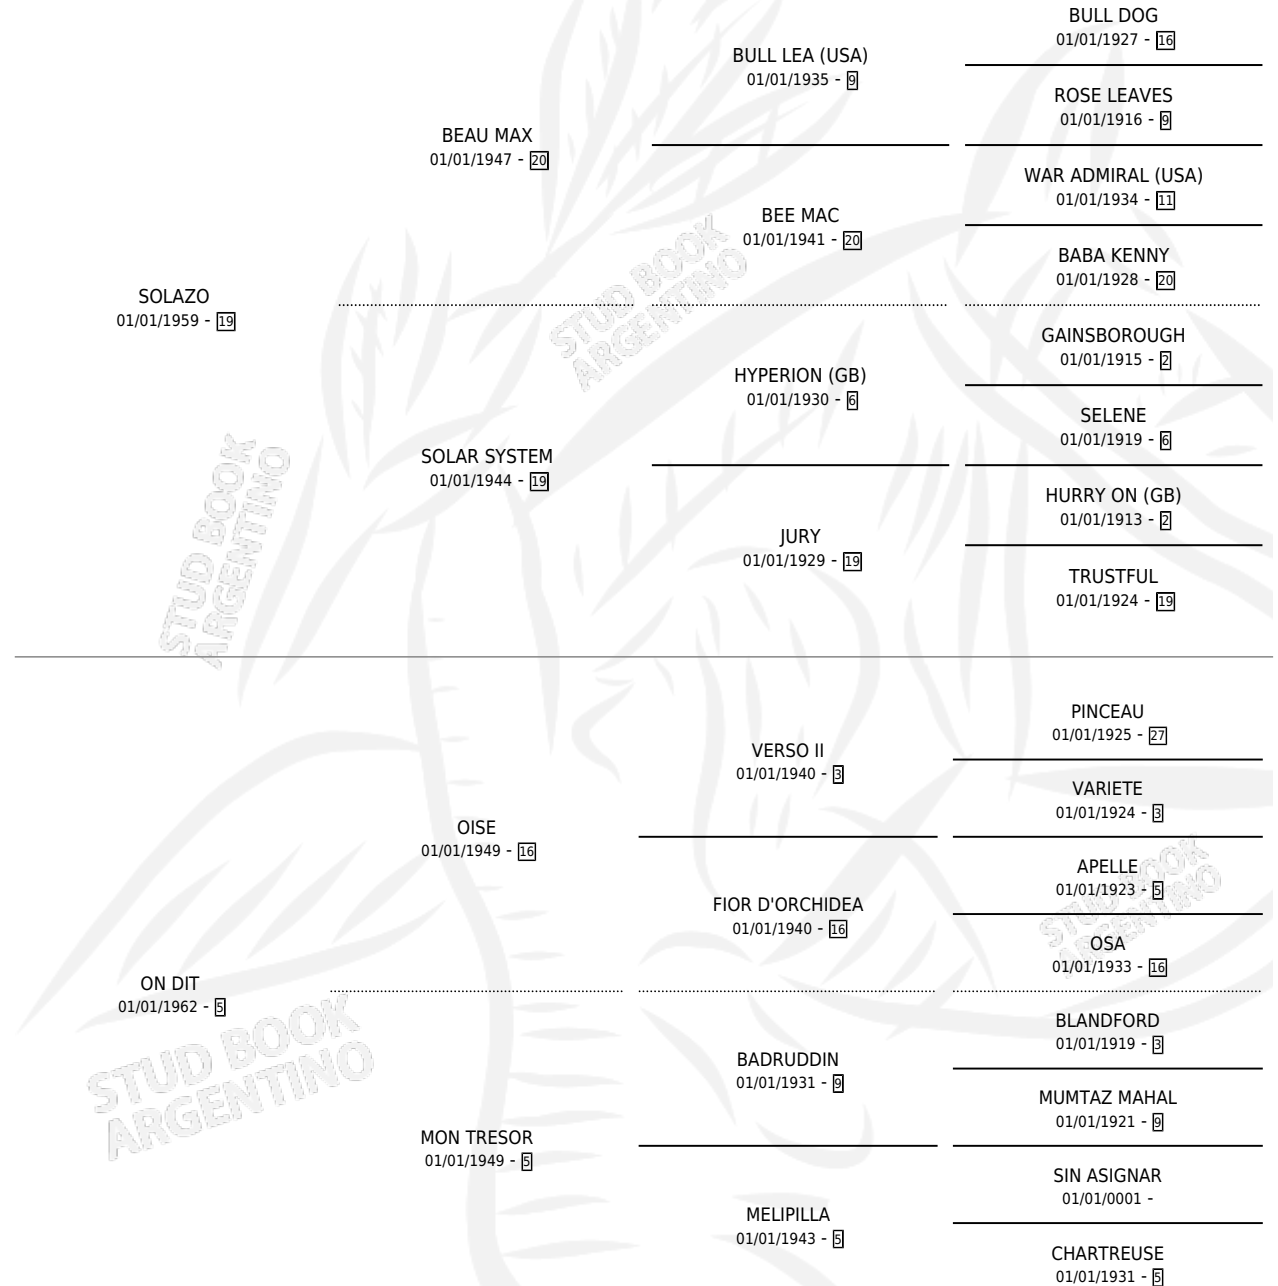 BULL DOG
01/01/1927 - 16
BULL LEA (USA)
01/01/1935 - 9
ROSE LEAVES
01/01/1916 - 9
BEAU MAX
01/01/1947 - 20
WAR ADMIRAL (USA)
01/01/1934 - 11
BEE MAC
01/01/1941 - 20
BABA KENNY
01/01/1928 - 20
SOLAZO
01/01/1959 - 19
STUD BOOK
ARGENTINO
GAINSBOROUGH
01/01/1915 - 2
HYPERION (GB)
01/01/1930 - 6
SELENE
01/01/1919 - 6
SOLAR SYSTEM
01/01/1944 - 19
HURRY ON (GB)
01/01/1913 - 2
JURY
01/01/1929 - 19
TRUSTFUL
01/01/1924 - 19
STUD BOOK
ARGENTINO
PINCEAU
01/01/1925 - 27
VERSO II
01/01/1940 - 3
VARIETE
01/01/1924 - 3
OISE
01/01/1949 - 16
APELLE
01/01/1923 - 5
FIOR D'ORCHIDEA
01/01/1940 - 16
STUD BOOK
ARGENTINO
OSA
01/01/1933 - 16
ON DIT
01/01/1962 - 5
BLANDFORD
01/01/1919 - 3
BADRUDDIN
01/01/1931 - 9
STUD BOOK
ARGENTINO
MUMTAZ MAHAL
01/01/1921 - 9
MON TRESOR
01/01/1949 - 5
SIN ASIGNAR
01/01/0001 -
MELIPILLA
01/01/1943 - 5
CHARTREUSE
01/01/1931 - 5